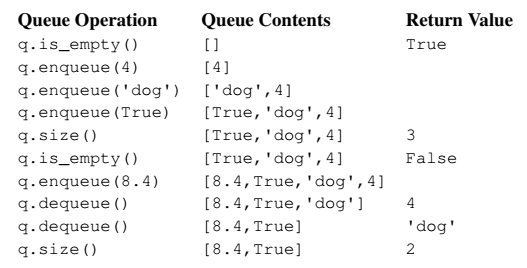 Queue Operation Queue Contents Return Value
q.is_empty() [] True
q.enqueue(4) [4]
q.enqueue('dog') ['dog',4]
q.enqueue(True) [True,'dog',4]
q.size() [True,'dog',4] 3
q.is_empty() [True,'dog',4] False
q.enqueue(8.4) [8.4,True,'dog',4]
q.dequeue() [8.4,True,'dog'] 4
q.dequeue() [8.4,True] 'dog'
q.size() [8.4,True] 2